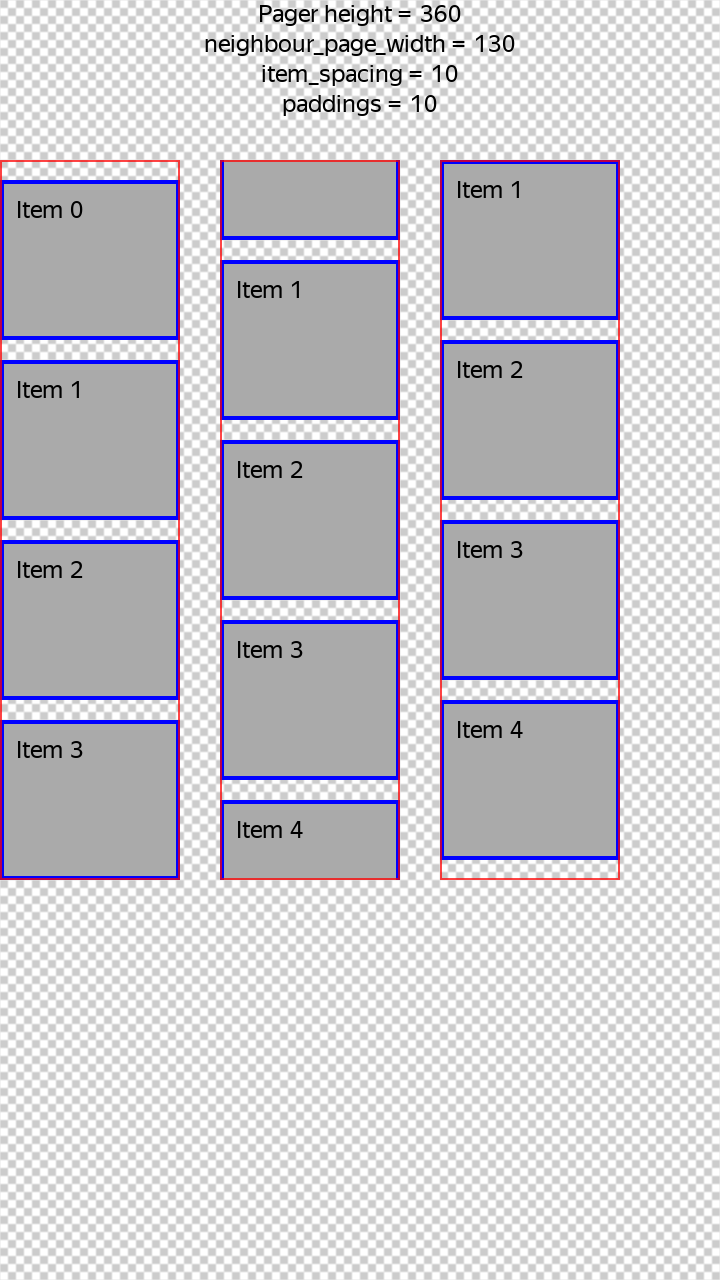 Pager height = 360
neighbour_page_width = 130
item_spacing = 10
paddings = 10
Item 0
Item 1
Item 2
Item 3
Item 1
Item 2
Item 3
Item 4
Item 1
Item 2
Item 3
Item 4